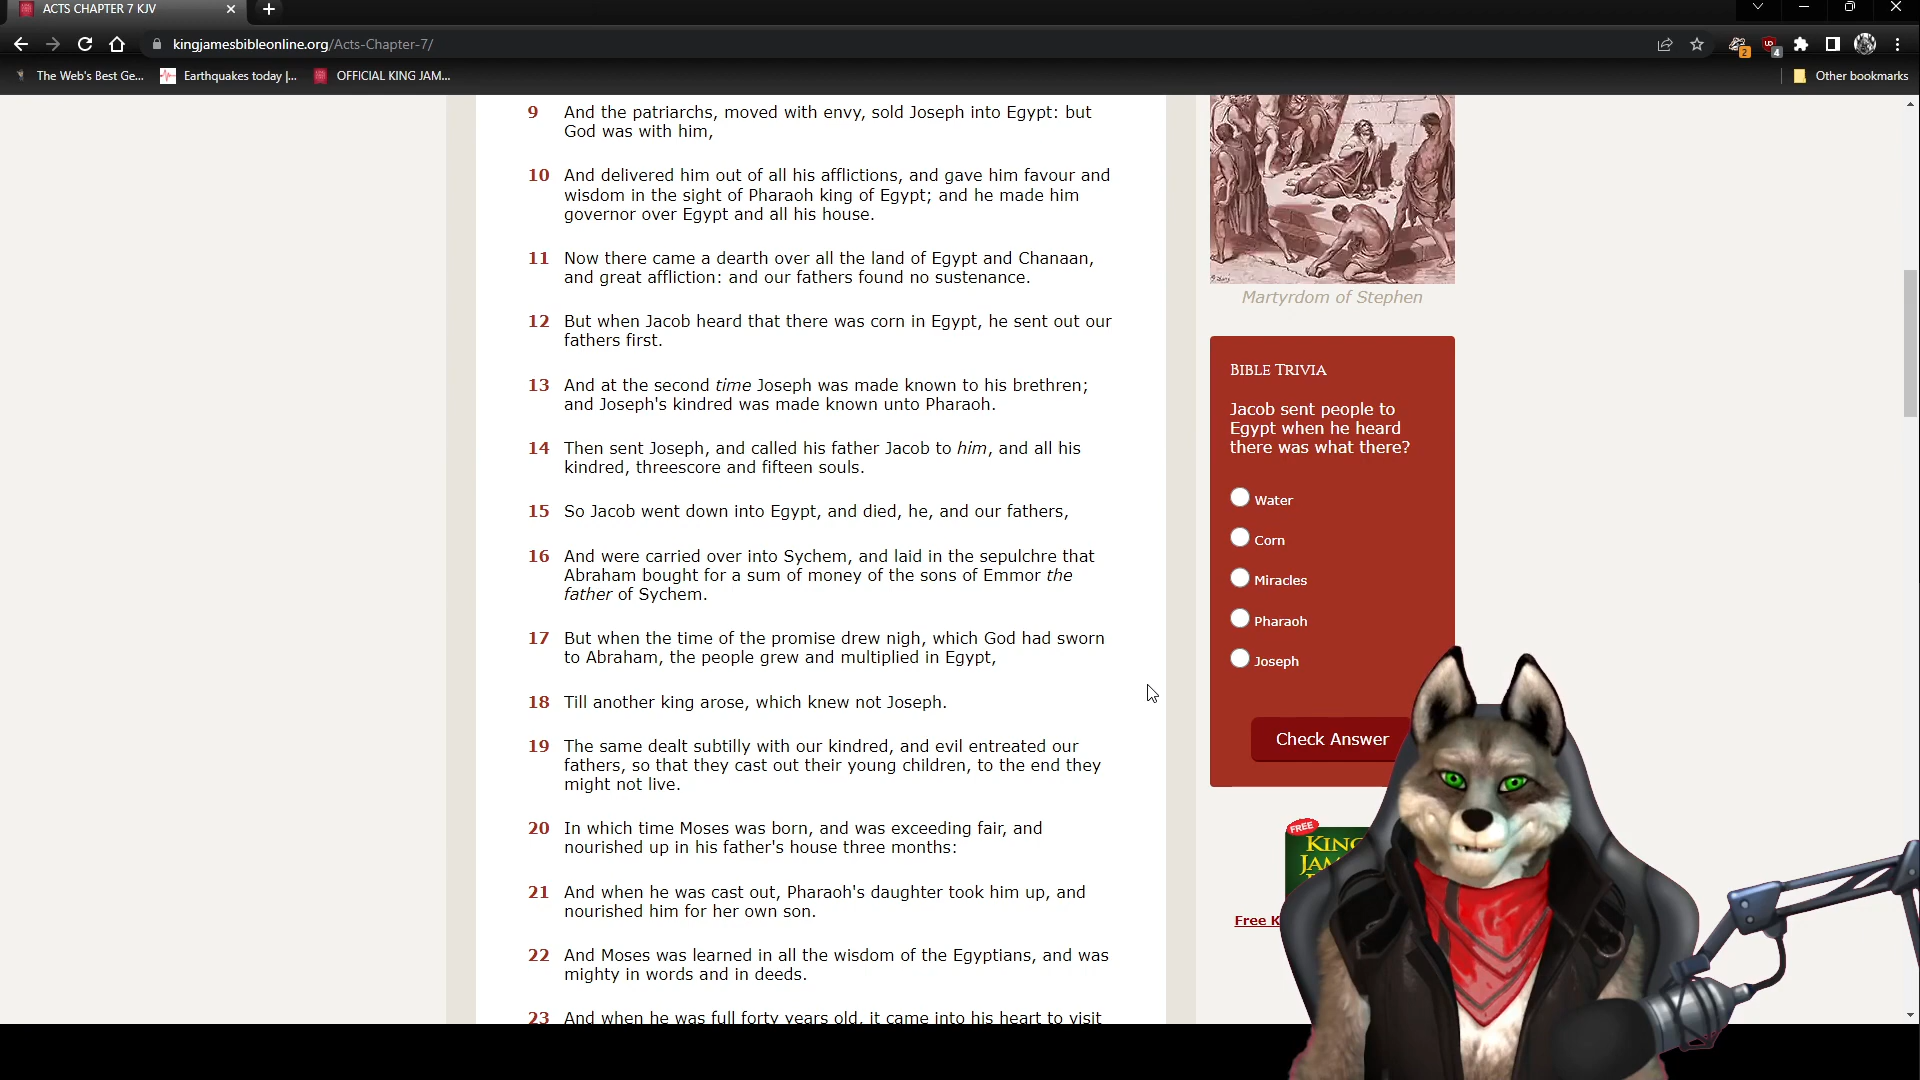 ACTS CHAPTER 7 KJV
kingjamesbibleonline.org/Acts-Chapter-7/
2
4
The Web's Best Ge...
Earthquakes today |...
OFFICIAL KING JAM...
Other bookmarks
9 And the patriarchs, moved with envy, sold Joseph into Egypt: but
God was with him,
10 And delivered him out of all his afflictions, and gave him favour and
wisdom in the sight of Pharaoh king of Egypt; and he made him
governor over Egypt and all his house.
11 Now there came a dearth over all the land of Egypt and Chanaan,
and great affliction: and our fathers found no sustenance.
12 But when Jacob heard that there was corn in Egypt, he sent out our
fathers first.
13 And at the second time Joseph was made known to his brethren;
and Joseph's kindred was made known unto Pharaoh.
14 Then sent Joseph, and called his father Jacob to him, and all his
kindred, threescore and fifteen souls.
15 So Jacob went down into Egypt, and died, he, and our fathers,
16 And were carried over into Sychem, and laid in the sepulchre that
Abraham bought for a sum of money of the sons of Emmor the
father of Sychem.
17 But when the time of the promise drew nigh, which God had sworn
to Abraham, the people grew and multiplied in Egypt,
18 Till another king arose, which knew not Joseph.
19 The same dealt subtilly with our kindred, and evil entreated our
fathers, so that they cast out their young children, to the end they
might not live.
20 In which time Moses was born, and was exceeding fair, and
nourished up in his father's house three months:
21 And when he was cast out, Pharaoh's daughter took him up, and
nourished him for her own son.
22 And Moses was learned in all the wisdom of the Egyptians, and was
mighty in words and in deeds.
23 And when he was full forty years old, it came into his heart to visit
Martyrdom of Stephen
BIBLE TRIVIA
Jacob sent people to
Egypt when he heard
there was what there?
Water
Corn
Miracles
Pharaoh
Joseph
Check Answer
FREE
KING
Free K